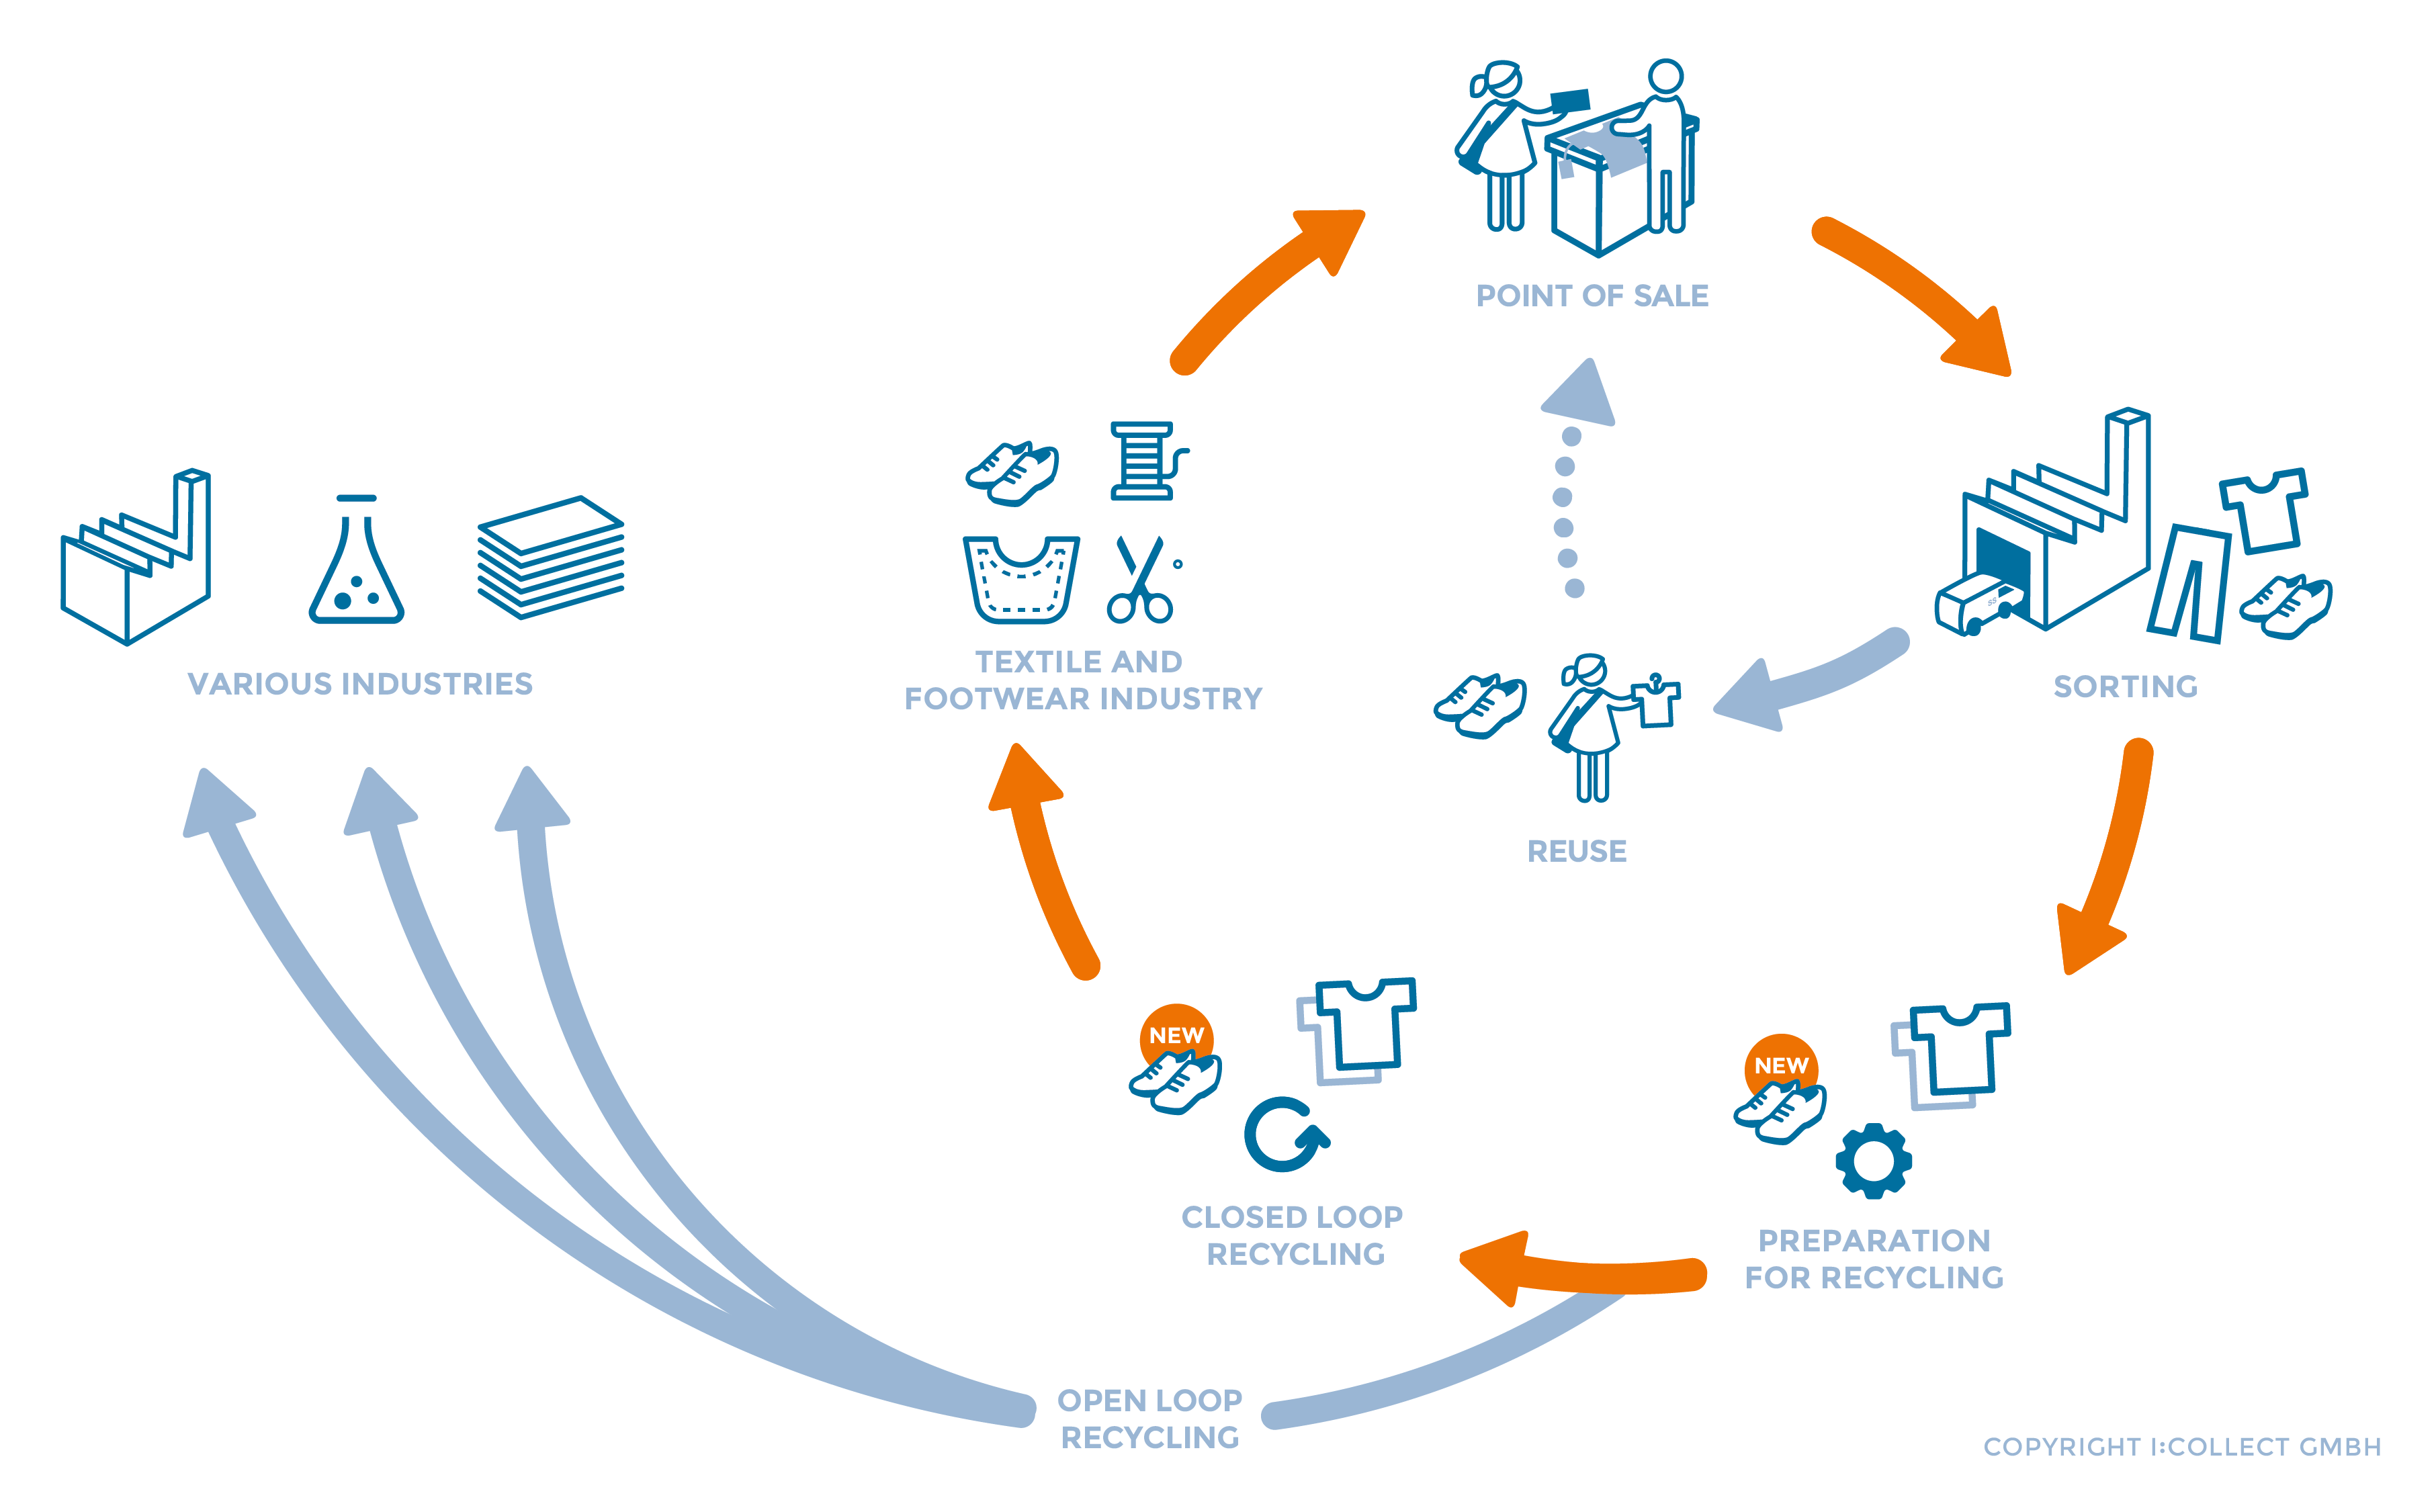 POINT OF SALE
VARIOUS INDUSTRIES
TEXTILE AND
FOOTWEAR INDUSTRY
SORTING
REUSE
NEW
CLOSED LOOP
RECYCLING
NEW
PREPARATION
FOR RECYCLING
OPEN LOOP
RECYCLING
COPYRIGHT I:COLLECT GMBH